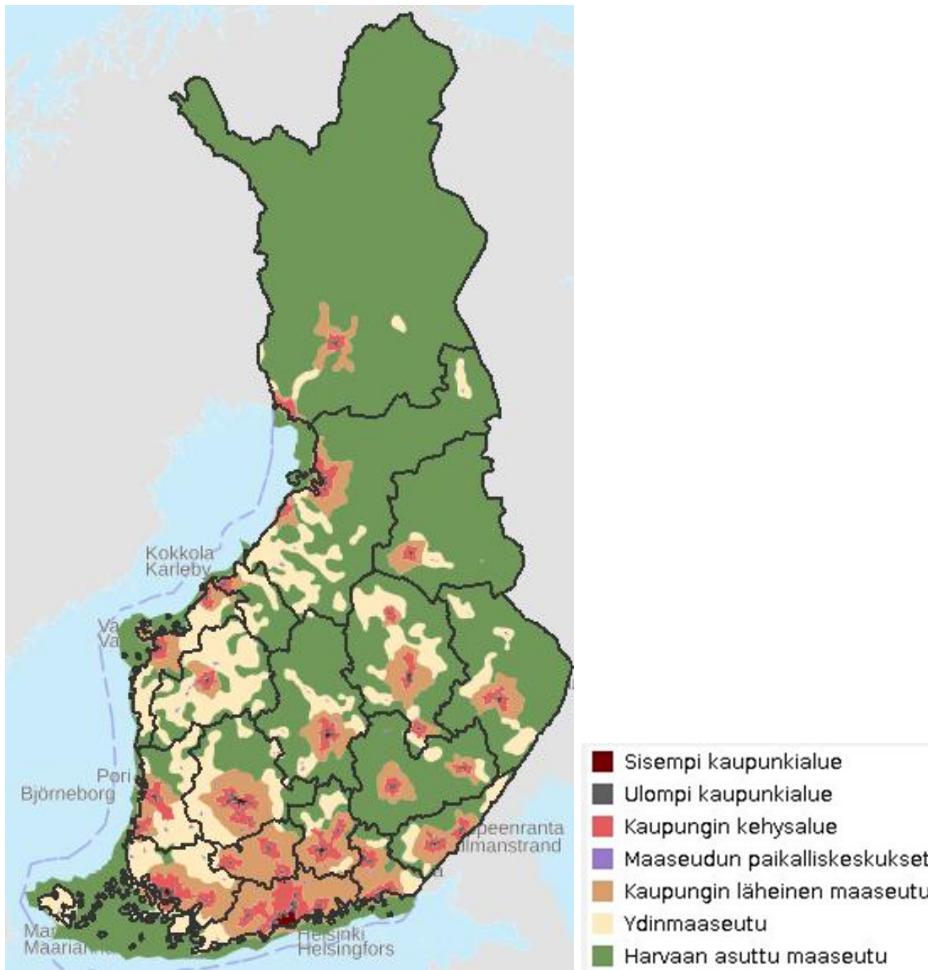 Kokkola
Karleby
Pori
Björneborg
Helsinki
Helsingfors
Sisempi kaupunkialue
Ulompi kaupunkialue
Kaupungin kehysalue
Maaseudun paikalliskeskukset
Kaupungin läheinen maaseutu
Ydinmaaseutu
Harvaan asuttu maaseutu